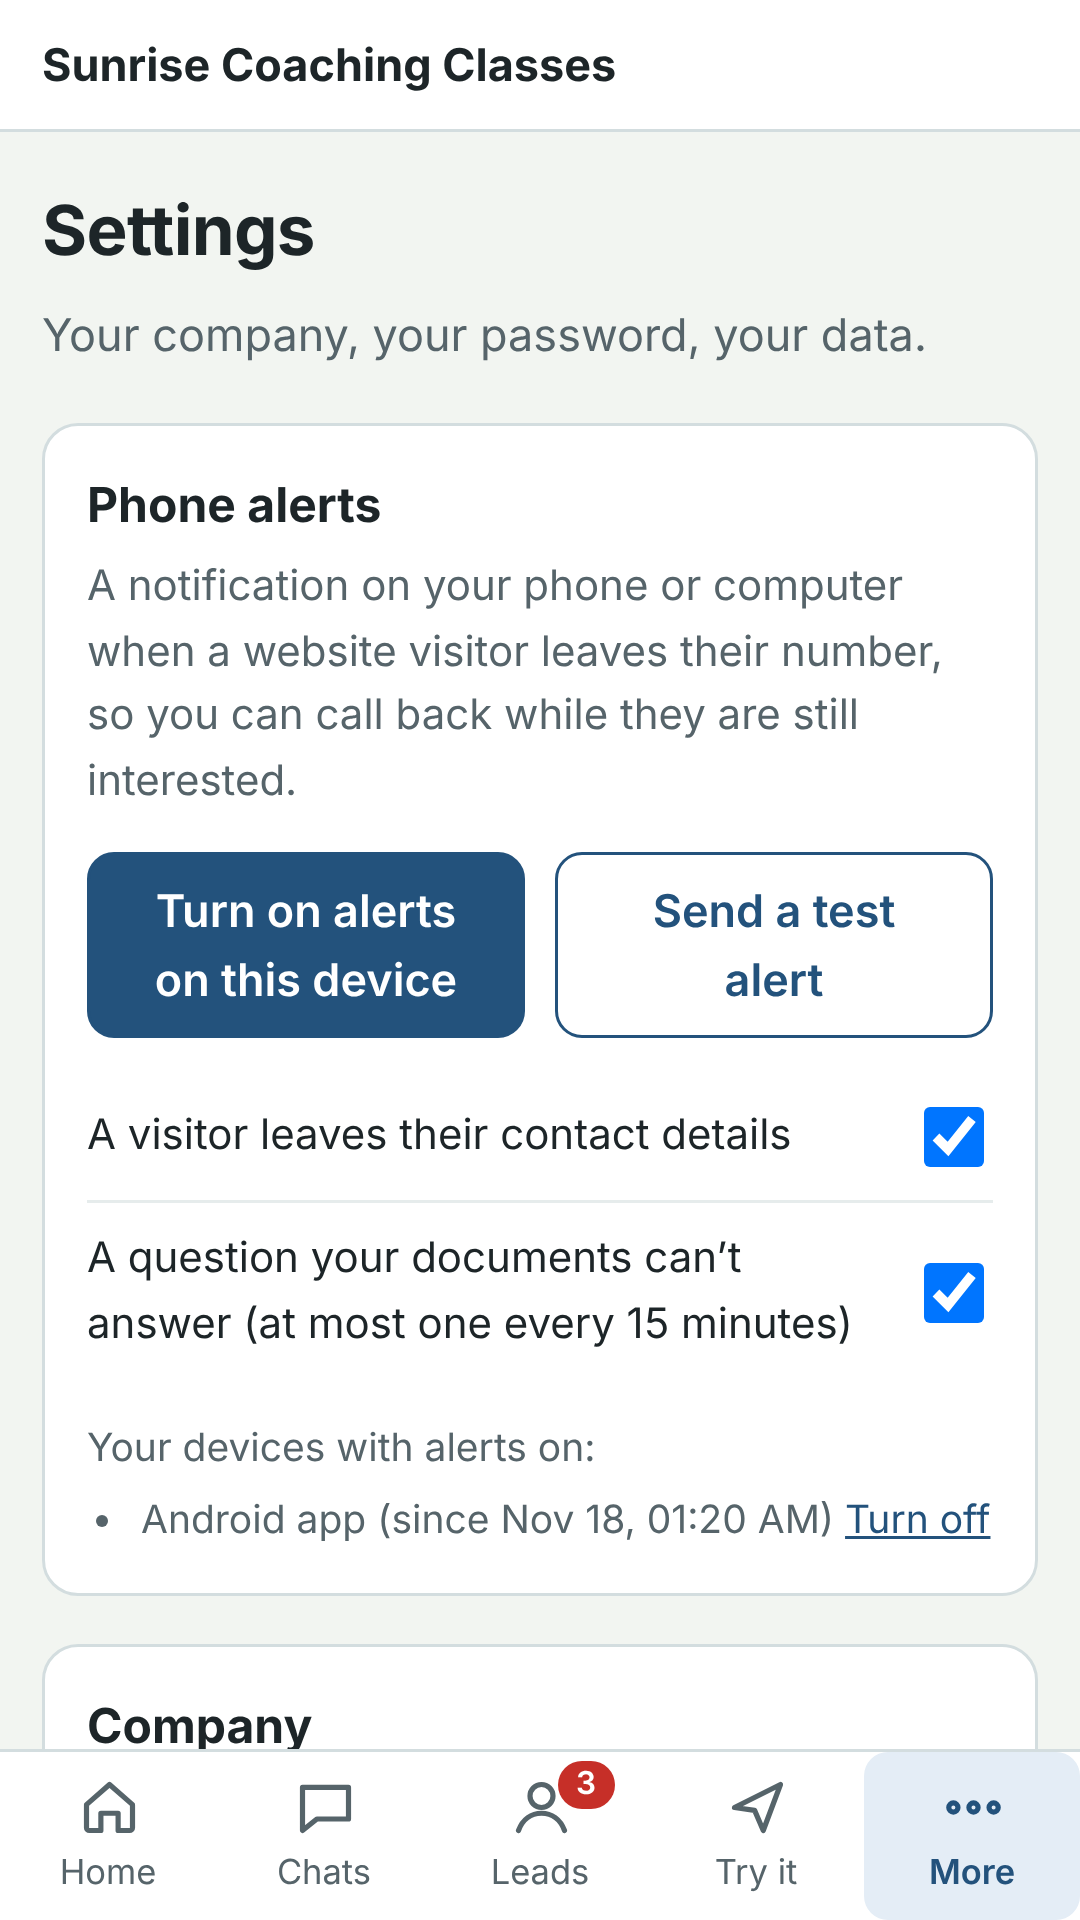 Sunrise Coaching Classes
Settings
Your company, your password, your data.
Phone alerts
A notification on your phone or computer
when a website visitor leaves their number,
so you can call back while they are still
interested.
Turn on alerts
on this device
Send a test
alert
A visitor leaves their contact details
A question your documents can’t
answer (at most one every 15 minutes)
Your devices with alerts on:
• Android app (since Nov 18, 01:20 AM) Turn off
Company
3
Home
Chats
Leads
Try it
More